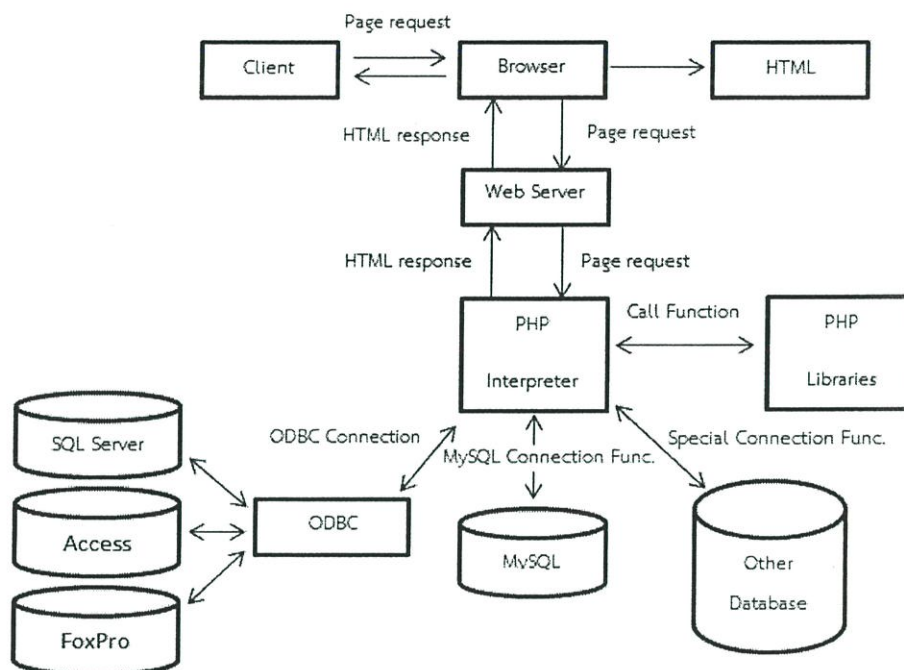 Page request
Client
Browser
HTML
HTML response
Page request
Web Server
HTML response
Page request
PHP
Interpreter
Call Function
PHP
Libraries
SQL Server
ODBC Connection
MySQL Connection Func.
Special Connection Func.
Access
ODBC
MySQL
Other
Database
FoxPro